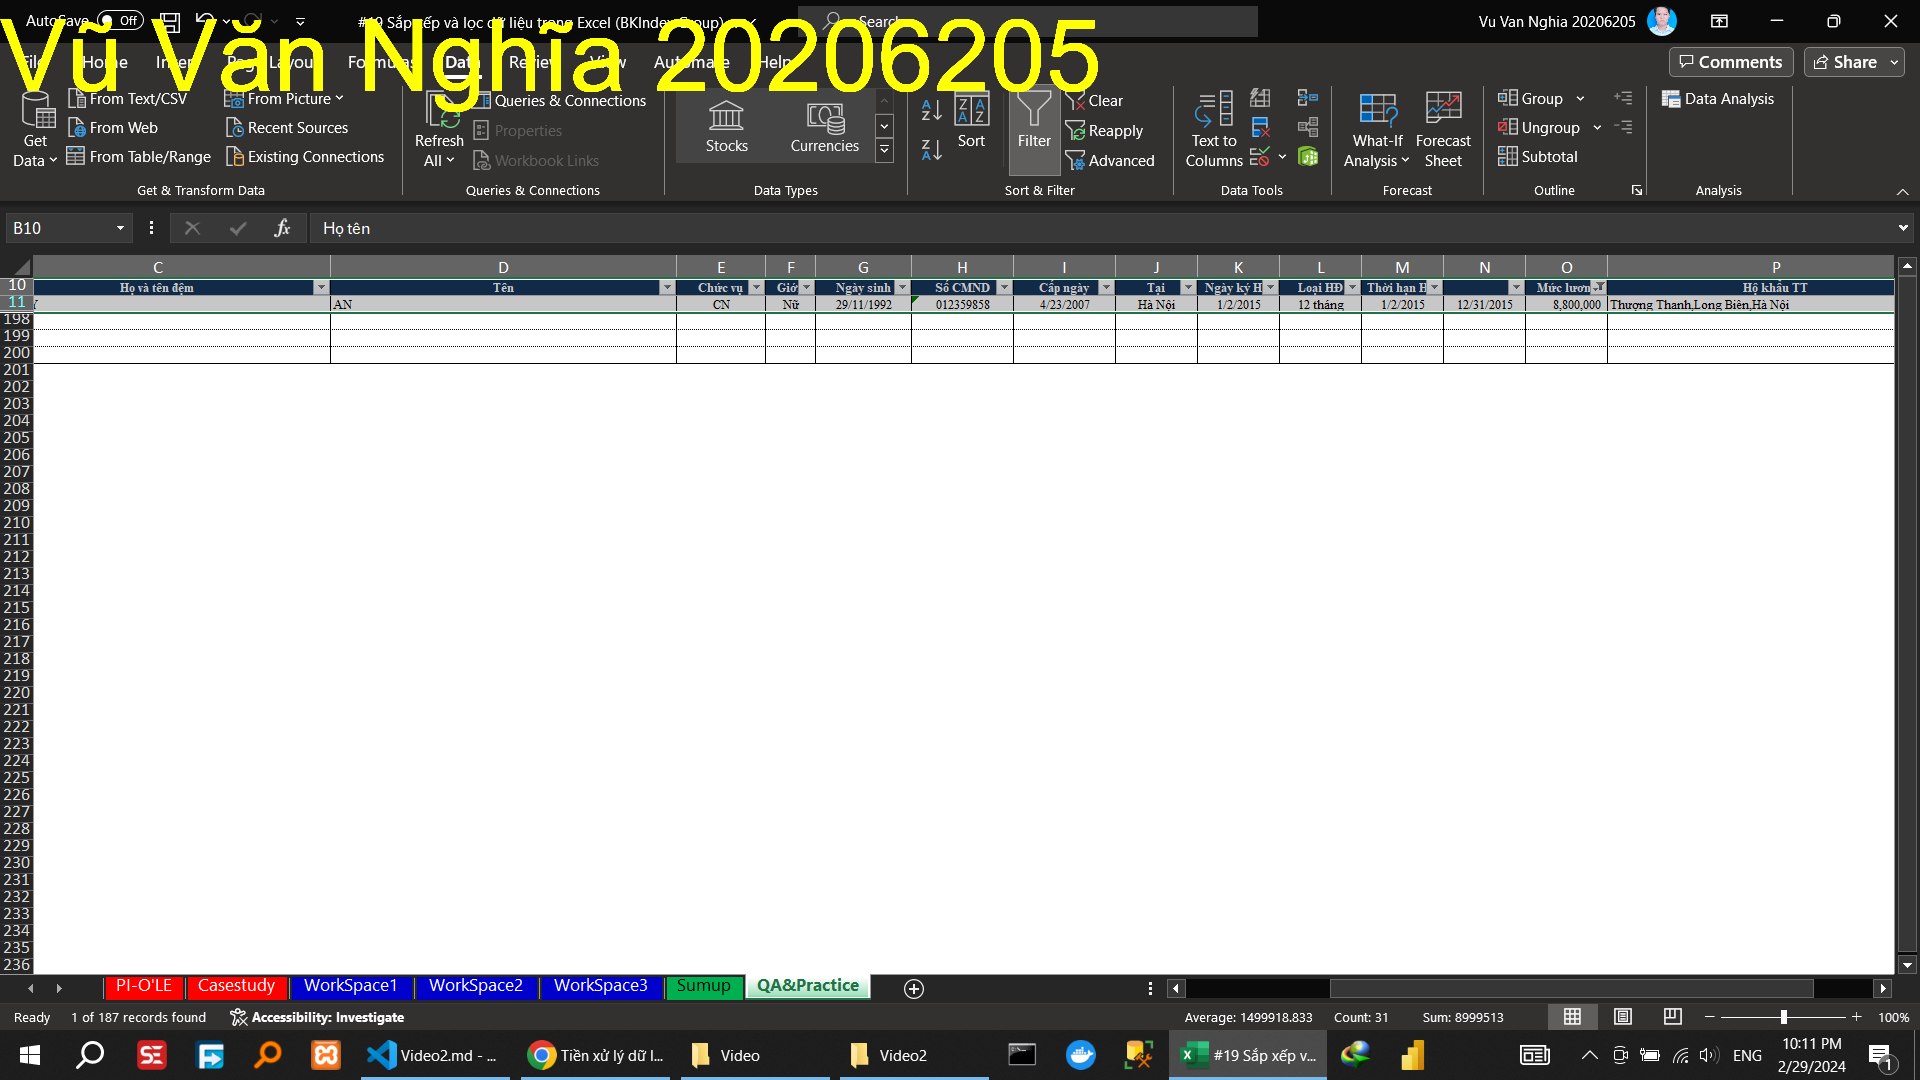 Vũ Văn Nghĩa 20206205
AutoSave Off
#19 Sắp xếp và lọc dữ liệu trong Excel (BKIndex Group)
Search
Vu Van Nghia 20206205
File Home Insert Page Layout Formulas Data Review View Automate Help
Comments Share
Get Data
From Text/CSV
From Web
From Table/Range
From Picture
Recent Sources
Existing Connections
Get & Transform Data
Refresh All
Queries & Connections
Properties
Workbook Links
Queries & Connections
Stocks Currencies
Data Types
Sort
Filter
Clear
Reapply
Advanced
Sort & Filter
Text to Columns
Data Tools
What-If Analysis
Forecast Sheet
Forecast
Group
Ungroup
Subtotal
Outline
Data Analysis
Analysis
B10 fx Họ tên
C D E F G H I J K L M N O P
10 Họ và tên đệm Tên Chức vụ Giớ Ngày sinh Số CMND Cấp ngày Tại Ngày ký H Loại HĐ Thời hạn H Mức lươn Hộ khẩu TT
11 AN CN Nữ 29/11/1992 012359858 4/23/2007 Hà Nội 1/2/2015 12 tháng 1/2/2015 12/31/2015 8,800,000 Thượng Thanh,Long Biên,Hà Nội
198
199
200
201
202
203
204
205
206
207
208
209
210
211
212
213
214
215
216
217
218
219
220
221
222
223
224
225
226
227
228
229
230
231
232
233
234
235
236
PI-O'LE Casestudy WorkSpace1 WorkSpace2 WorkSpace3 Sumup QA&Practice
Ready 1 of 187 records found Accessibility: Investigate Average: 1499918.833 Count: 31 Sum: 8999513 100%
Video2.md - ... Tiền xử lý dữ l... Video Video2 #19 Sắp xếp v... ENG
10:11 PM
2/29/2024
1